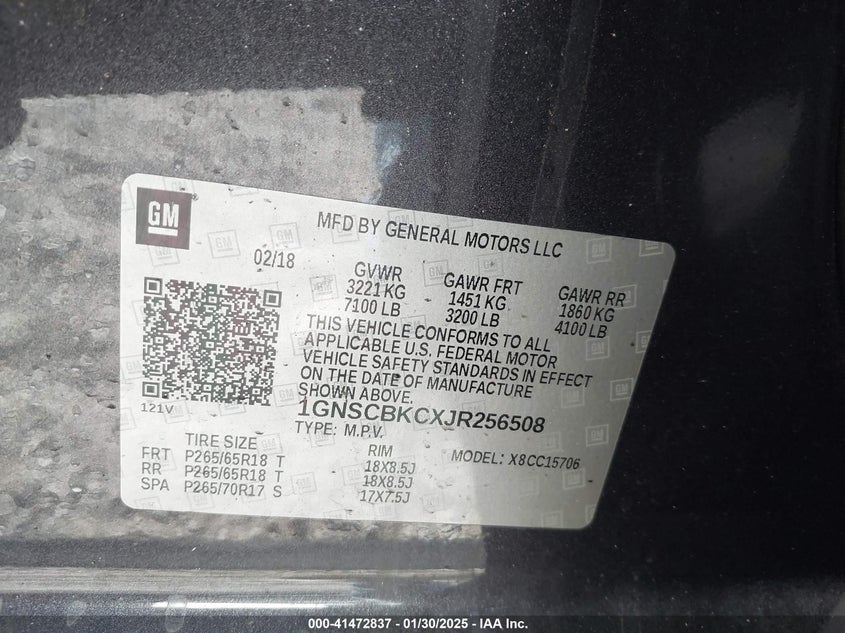 GM
MFD BY GENERAL MOTORS LLC
02/18
GVWR
3221 KG
7100 LB
GAWR FRT
1451 KG
3200 LB
GAWR RR
1860 KG
4100 LB
THIS VEHICLE CONFORMS TO ALL
APPLICABLE U.S. FEDERAL MOTOR
VEHICLE SAFETY STANDARDS IN EFFECT
ON THE DATE OF MANUFACTURE
SHOWN ABOVE.
121V
1GNSCBKCXJR256508
TYPE: M.P.V.
MODEL: X8CC15706
TIRE SIZE
RIM
FRT P265/65R18 T 18X8.5J
RR P265/65R18 T 18X8.5J
SPA P265/70R17 S 17X7.5J
000-41472837 - 01/30/2025 - IAA Inc.